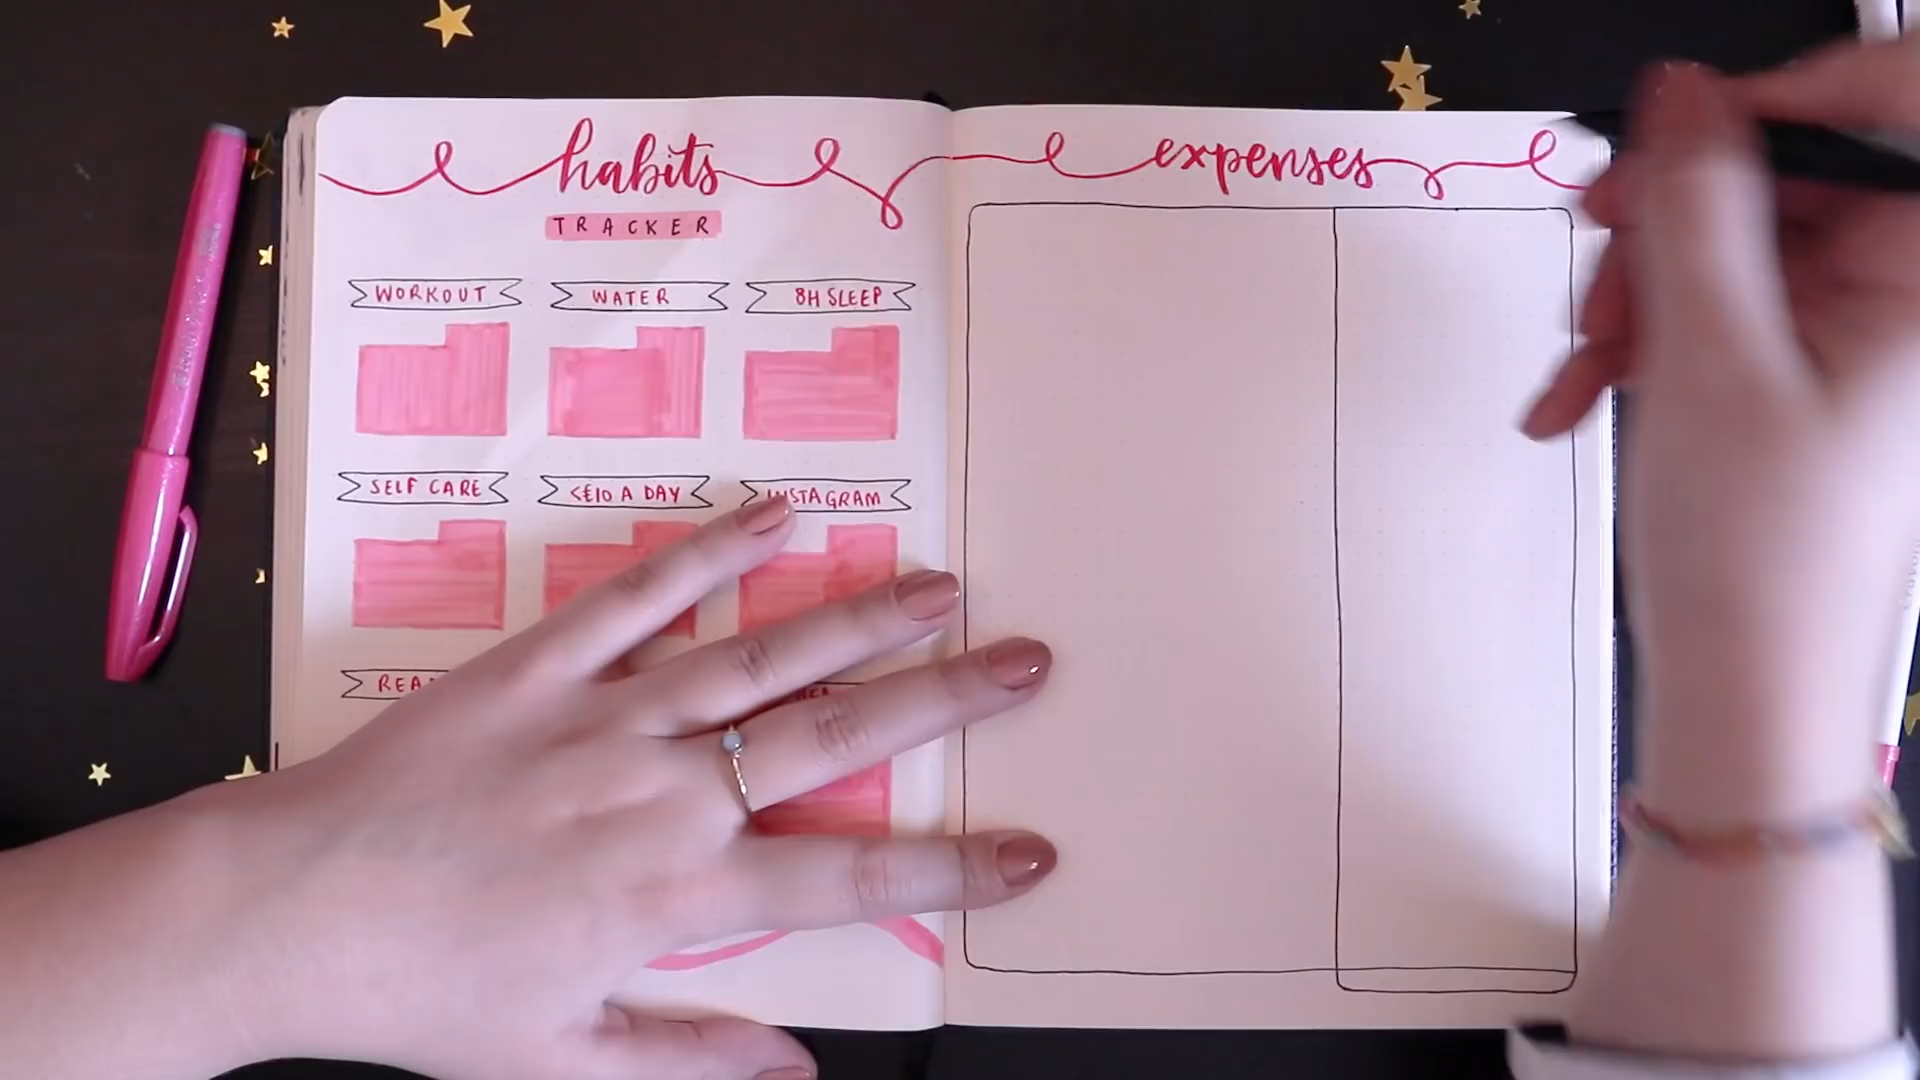 habits
TRACKER
WORKOUT
WATER
8H SLEEP
SELF CARE
<£10 A DAY
INSTAGRAM
expenses